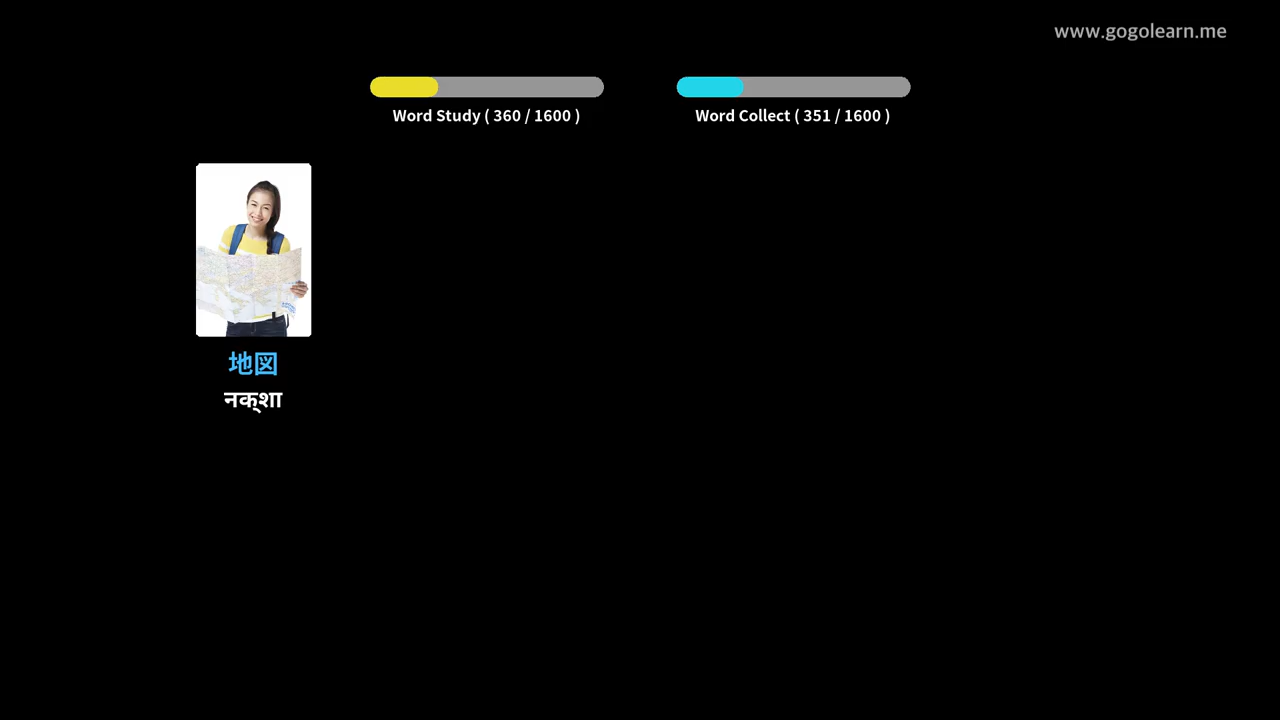 www.gogolearn.me
Word Study ( 360 / 1600 )
Word Collect ( 351 / 1600 )
地図
नक्शा